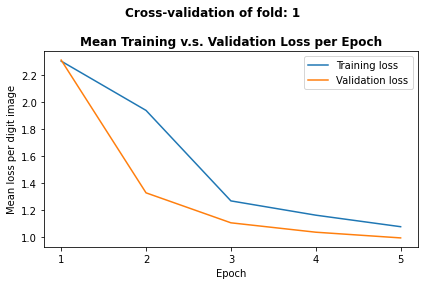 Cross-validation of fold: 1
Mean Training v.s. Validation Loss per Epoch
Training loss
Validation loss
Mean loss per digit image
2.2
2.0
1.8
1.6
1.4
1.2
1.0
1 2 3 4 5
Epoch